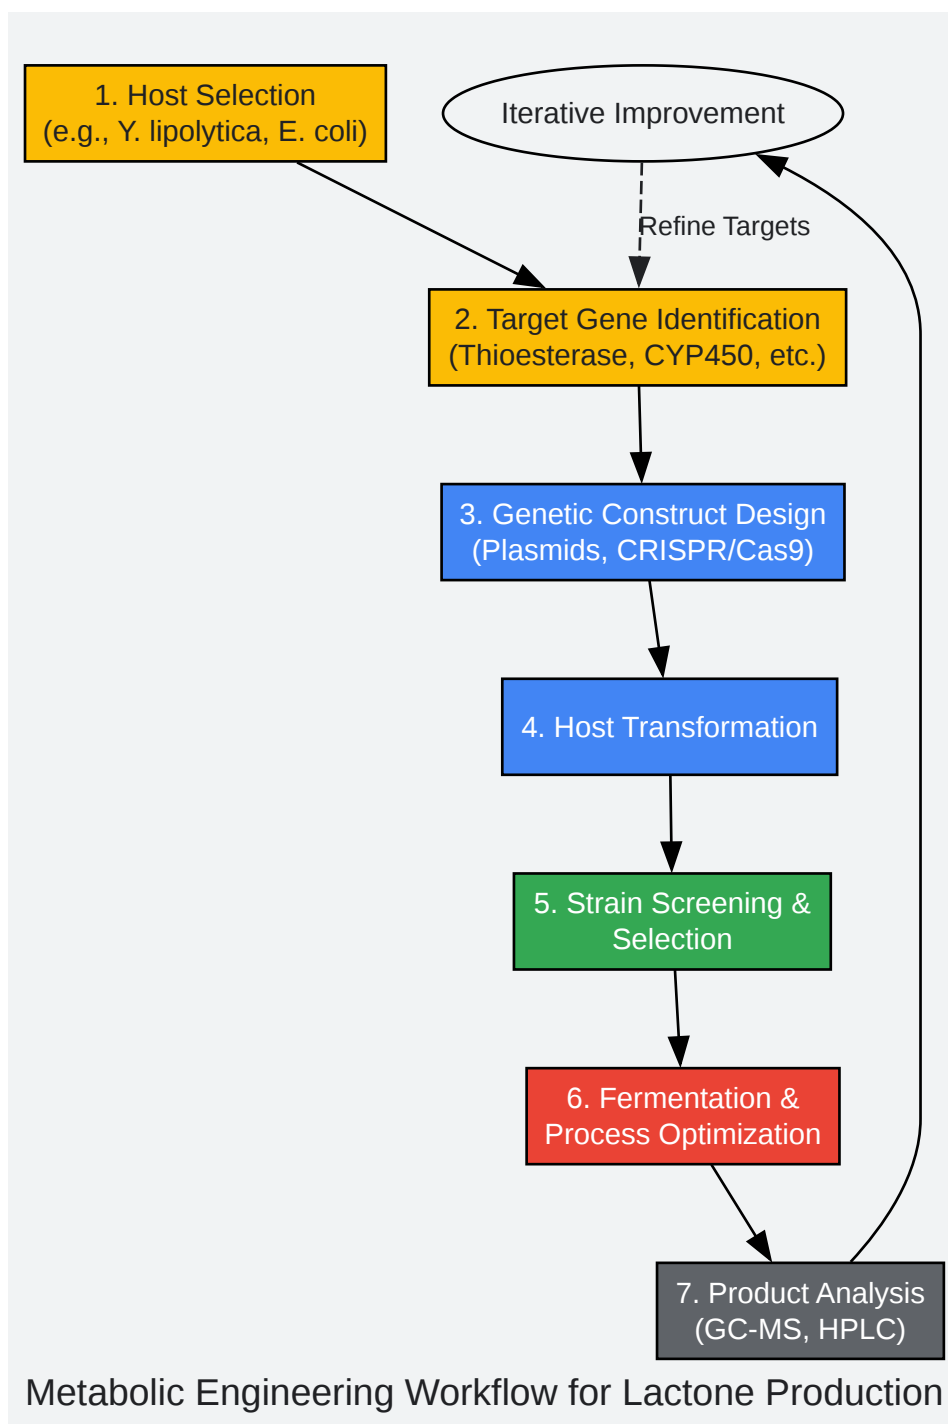 1. Host Selection
(e.g., Y. lipolytica, E. coli)
Iterative Improvement
Refine Targets
2. Target Gene Identification
(Thioesterase, CYP450, etc.)
3. Genetic Construct Design
(Plasmids, CRISPR/Cas9)
4. Host Transformation
5. Strain Screening &
Selection
6. Fermentation &
Process Optimization
7. Product Analysis
(GC-MS, HPLC)
Metabolic Engineering Workflow for Lactone Production